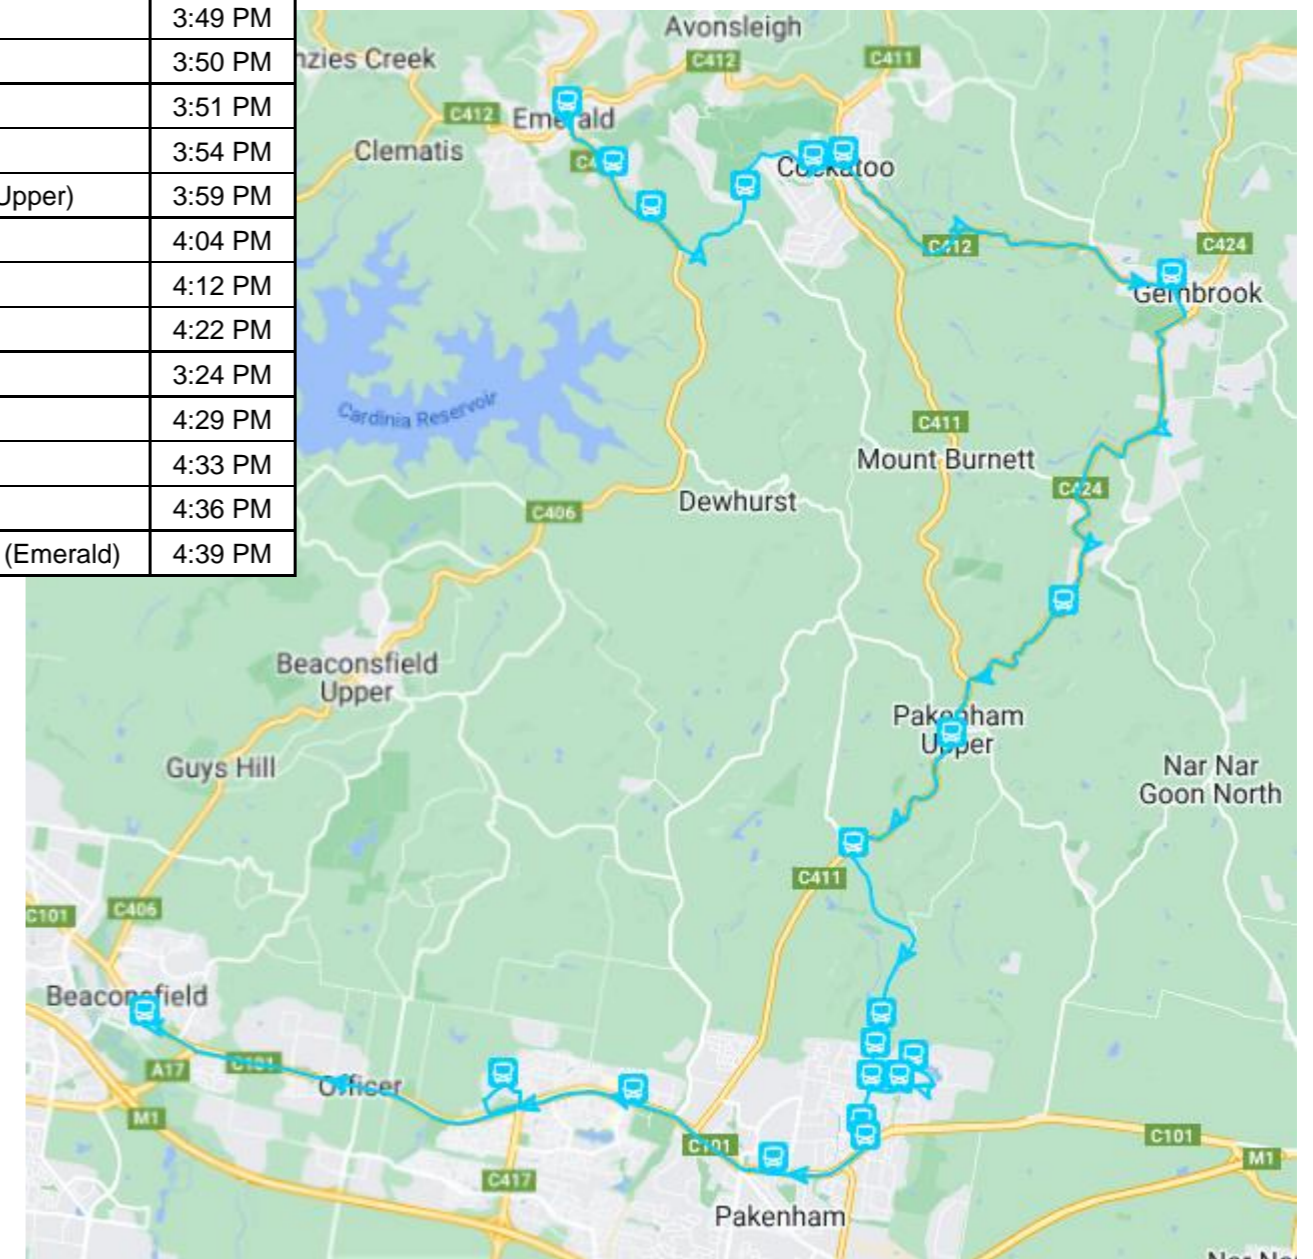 3:49 PM
3:50 PM
3:51 PM
3:54 PM
Upper) 3:59 PM
4:04 PM
4:12 PM
4:22 PM
3:24 PM
4:29 PM
4:33 PM
4:36 PM
(Emerald) 4:39 PM
Avonsleigh
nzies Creek
C412
C411
C412
Emerald
Clematis
Cockatoo
C412
C424
Gembrook
Cardinia Reservoir
C411
Mount Burnett
C424
Dewhurst
C406
Beaconsfield
Upper
Pakenham
Upper
Guys Hill
Nar Nar
Goon North
C411
C406
C101
Beaconsfield
A17
C101
Officer
M1
C101
C101
M1
C417
Pakenham